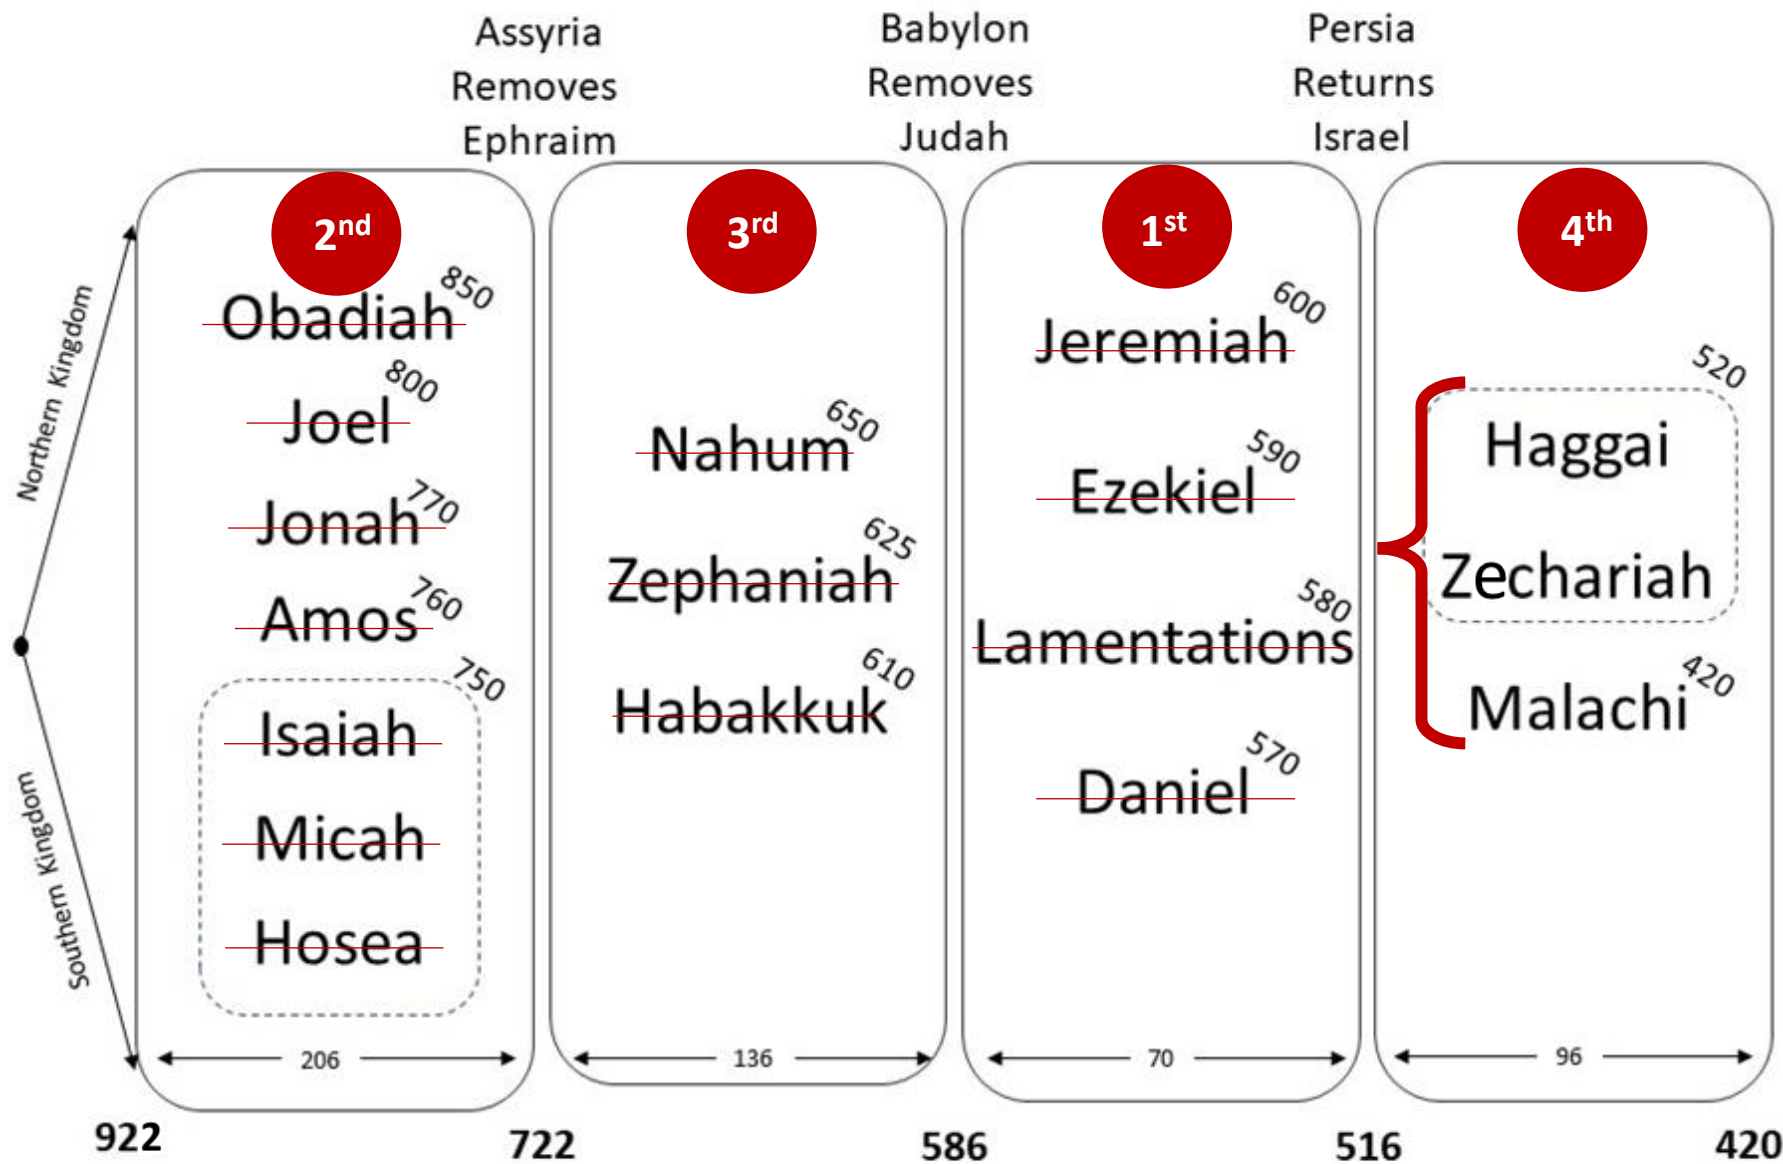 Assyria
Removes
Ephraim
Babylon
Removes
Judah
Persia
Returns
Israel
Northern Kingdom
Southern Kingdom
2nd
Obadiah 850
Joel 800
Jonah 770
Amos 760
750
Isaiah
Micah
Hosea
206
3rd
Nahum 650
Zephaniah 625
Habakkuk 610
136
1st
Jeremiah 600
Ezekiel 590
Lamentations 580
Daniel 570
70
4th
520
Haggai
Zechariah
Malachi 420
96
922
722
586
516
420